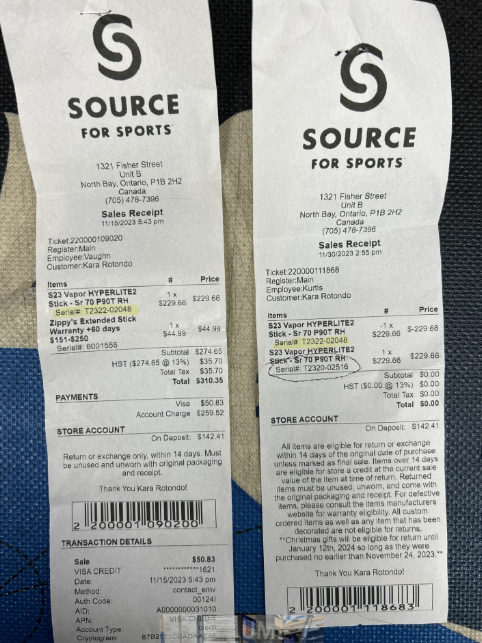 SOURCE
FOR SPORTS
1321 Fisher Street
Unit B
North Bay, Ontario, P1B 2H2
Canada
(705) 476-7396
Sales Receipt
11/15/2023 5:43 pm
Ticket:220000109020
Register:Main
Employee:Vaughn
Customer:Kara Rotondo
Items # Price
S23 Vapor HYPERLITE2 1 x $229.66
Stick - Sr 70 P90T RH $229.66
Serial#: T2322-02048
Zippy's Extended Stick 1 x $44.99
Warranty +60 days $44.99
$151-$250
Serial#: 6001556
Subtotal $274.65
HST ($274.65 @ 13%) $35.70
Total Tax $35.70
Total $310.35
PAYMENTS
Visa $50.83
Account Charge $259.52
STORE ACCOUNT
On Deposit: $142.41
Return or exchange only, within 14 days. Must
be unused and unworn with original packaging
and receipt.
Thank You Kara Rotondo!
2 200001 090200
TRANSACTION DETAILS
Sale $50.83
VISA CREDIT ************1621
Date: 11/15/2023 5:43 pm
Method: contact_emv
Auth Code: 00124I
AID: A0000000031010
APN: VISA CREDIT
Account Type
Cryptogram
SOURCE
FOR SPORTS
1321 Fisher Street
Unit B
North Bay, Ontario, P1B 2H2
Canada
(705) 476-7396
Sales Receipt
11/30/2023 2:55 pm
Ticket:220000111868
Register:Main
Employee:Kurtis
Customer:Kara Rotondo
Items # Price
S23 Vapor HYPERLITE2 -1 x $-229.66
Stick - Sr 70 P90T RH $229.66
Serial#: T2322-02048
S23 Vapor HYPERLITE2 1 x $229.66
Stick - Sr 70 P90T RH $229.66
Serial#: T2320-02516
Subtotal $0.00
HST ($0.00 @ 13%) $0.00
Total Tax $0.00
Total $0.00
STORE ACCOUNT
On Deposit: $142.41
All items are eligible for return or exchange
within 14 days of the original date of purchase
unless marked as final sale. Items over 14 days
are eligible for store credit at the current sale
value of the item at time of return. Returned
items must be unused, unworn, and come with
the original packaging and receipt. For defective
items, please consult the items manufacturers
website for warranty eligibility. All custom
ordered items as well as any item that has been
decorated are not eligible for returns.
**Christmas gifts will be eligible for return until
January 12th, 2024 so long as they were
purchased no earlier than November 24, 2023.**
Thank You Kara Rotondo!
2 200001 118683